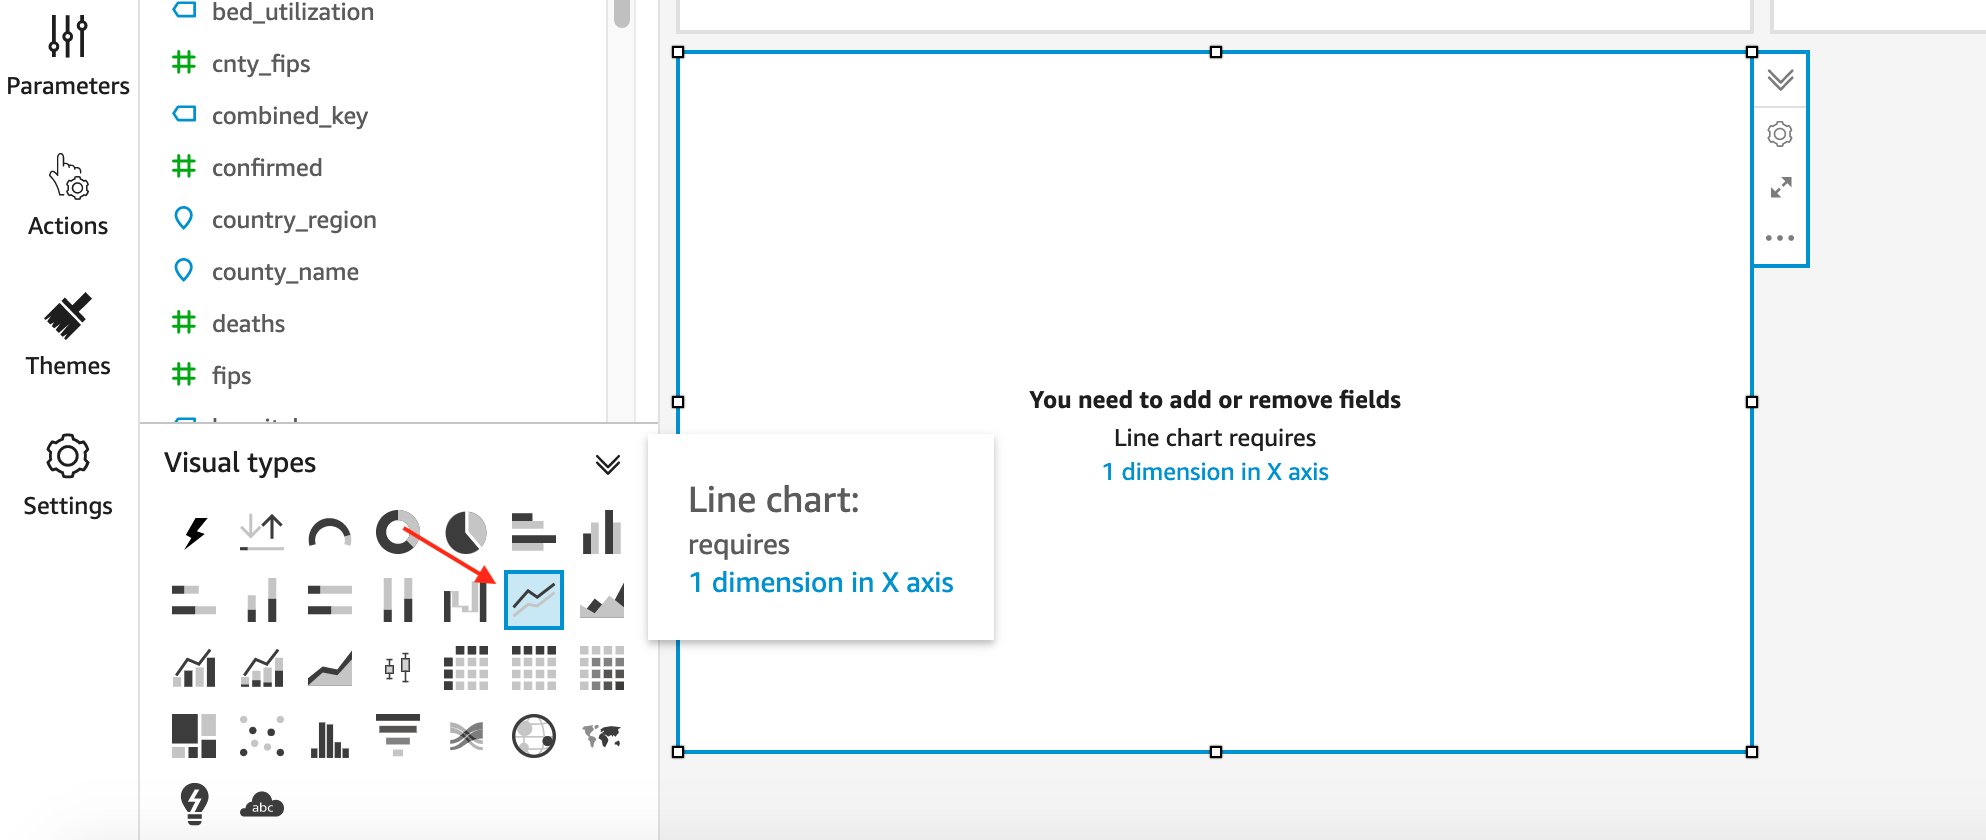 Parameters
Actions
Themes
Settings
bed_utilization
cnty_fips
combined_key
confirmed
country_region
county_name
deaths
fips
Visual types
abc
Line chart:
requires
1 dimension in X axis
You need to add or remove fields
Line chart requires
1 dimension in X axis